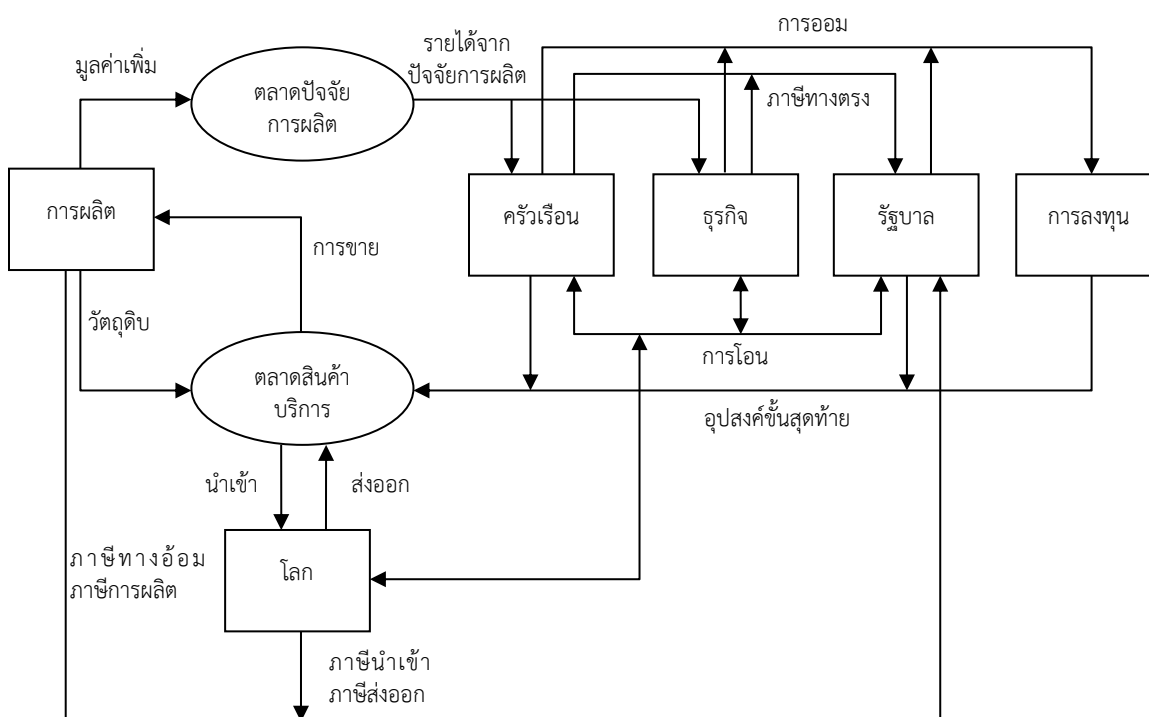 การออม
มูลค่าเพิ่ม
รายได้จาก
ปัจจัยการผลิต
ตลาดปัจจัย
การผลิต
ภาษีทางตรง
การผลิต
ครัวเรือน
ธุรกิจ
รัฐบาล
การลงทุน
การขาย
วัตถุดิบ
การโอน
ตลาดสินค้า
บริการ
อุปสงค์ขั้นสุดท้าย
นำเข้า
ส่งออก
ภาษีทางอ้อม
ภาษีการผลิต
โลก
ภาษีนำเข้า
ภาษีส่งออก